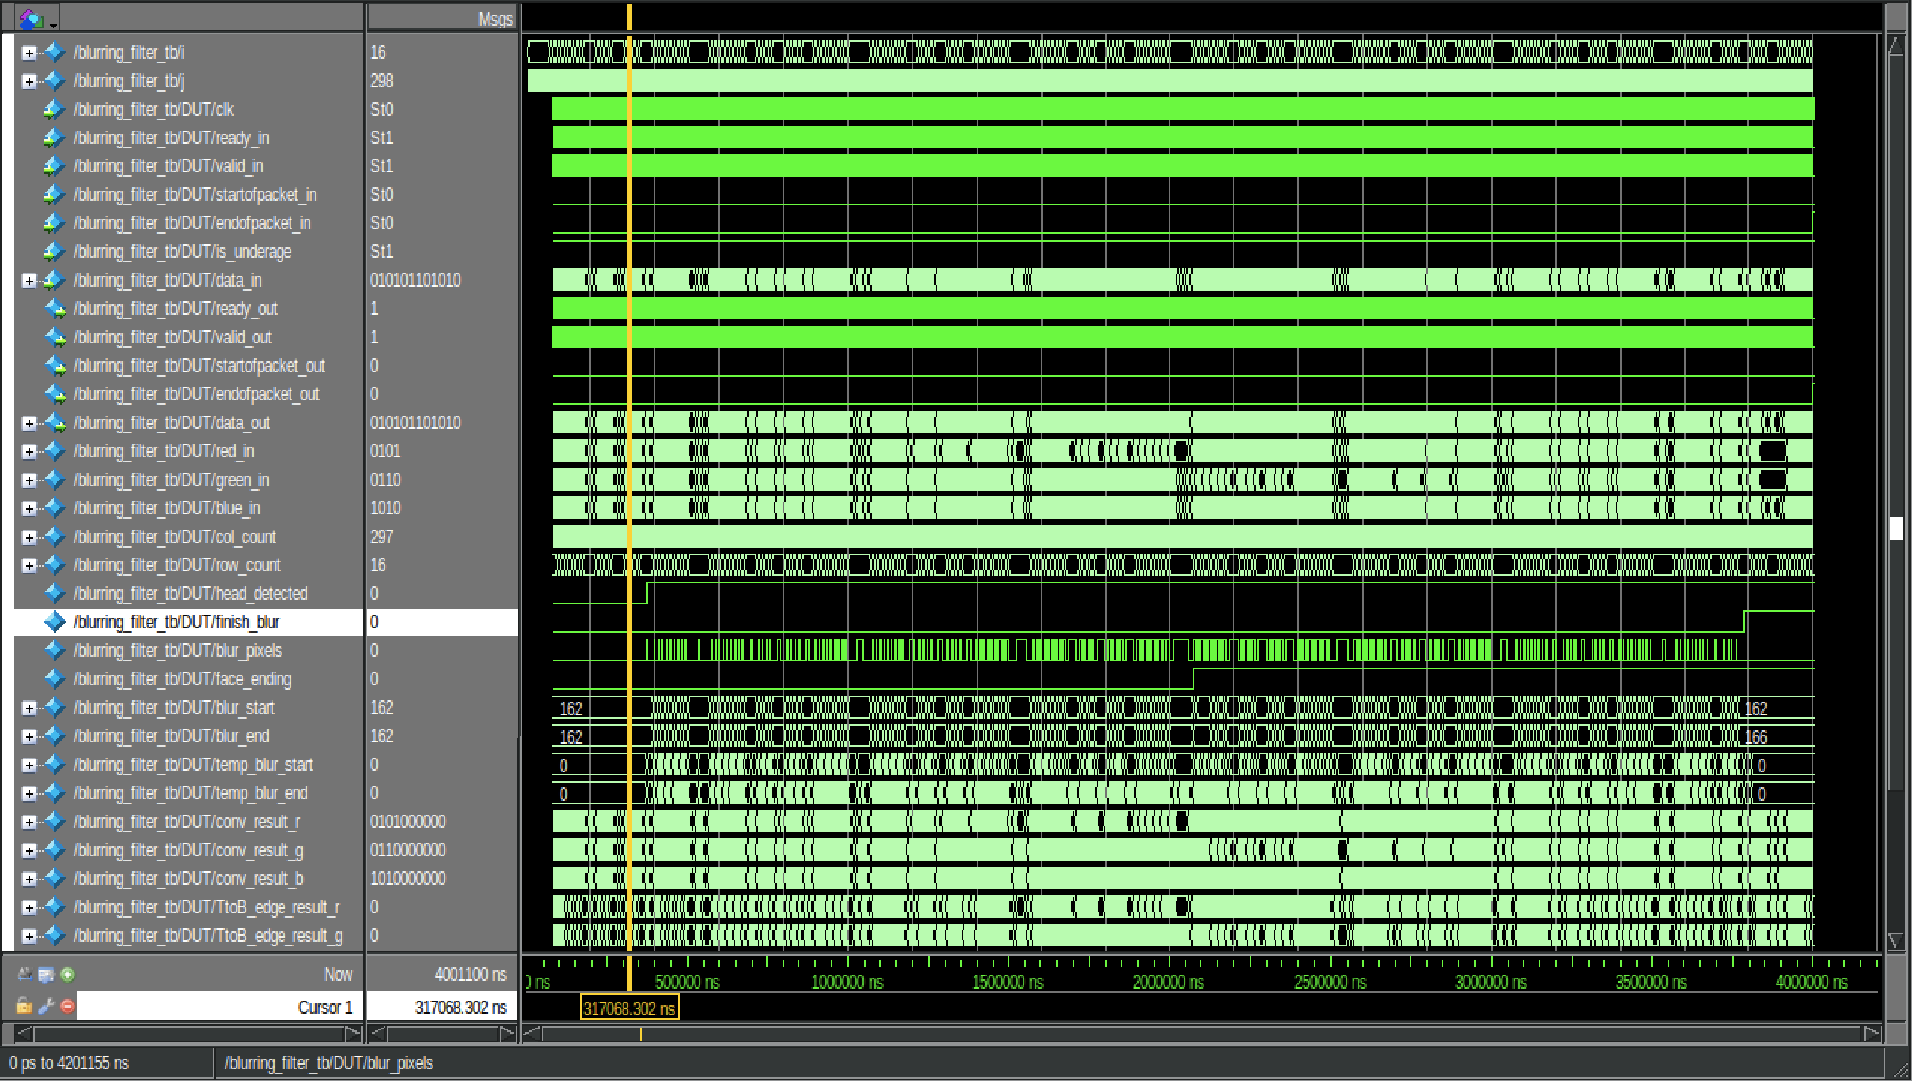 Msgs
/blurring_filter_tb/i 16
/blurring_filter_tb/j 298
/blurring_filter_tb/DUT/clk St0
/blurring_filter_tb/DUT/ready_in St1
/blurring_filter_tb/DUT/valid_in St1
/blurring_filter_tb/DUT/startofpacket_in St0
/blurring_filter_tb/DUT/endofpacket_in St0
/blurring_filter_tb/DUT/is_underage St1
/blurring_filter_tb/DUT/data_in 010101101010
/blurring_filter_tb/DUT/ready_out 1
/blurring_filter_tb/DUT/valid_out 1
/blurring_filter_tb/DUT/startofpacket_out 0
/blurring_filter_tb/DUT/endofpacket_out 0
/blurring_filter_tb/DUT/data_out 010101101010
/blurring_filter_tb/DUT/red_in 0101
/blurring_filter_tb/DUT/green_in 0110
/blurring_filter_tb/DUT/blue_in 1010
/blurring_filter_tb/DUT/col_count 297
/blurring_filter_tb/DUT/row_count 16
/blurring_filter_tb/DUT/head_detected 0
/blurring_filter_tb/DUT/finish_blur 0
/blurring_filter_tb/DUT/blur_pixels 0
/blurring_filter_tb/DUT/face_ending 0
/blurring_filter_tb/DUT/blur_start 162 162 162
/blurring_filter_tb/DUT/blur_end 162 162 166
/blurring_filter_tb/DUT/temp_blur_start 0 0 0
/blurring_filter_tb/DUT/temp_blur_end 0 0 0
/blurring_filter_tb/DUT/conv_result_r 0101000000
/blurring_filter_tb/DUT/conv_result_g 0110000000
/blurring_filter_tb/DUT/conv_result_b 1010000000
/blurring_filter_tb/DUT/TtoB_edge_result_r 0
/blurring_filter_tb/DUT/TtoB_edge_result_g 0
Now 4001100 ns 0 ns 500000 ns 1000000 ns 1500000 ns 2000000 ns 2500000 ns 3000000 ns 3500000 ns 4000000 ns
Cursor 1 317068.302 ns 317068.302 ns
0 ps to 4201155 ns /blurring_filter_tb/DUT/blur_pixels